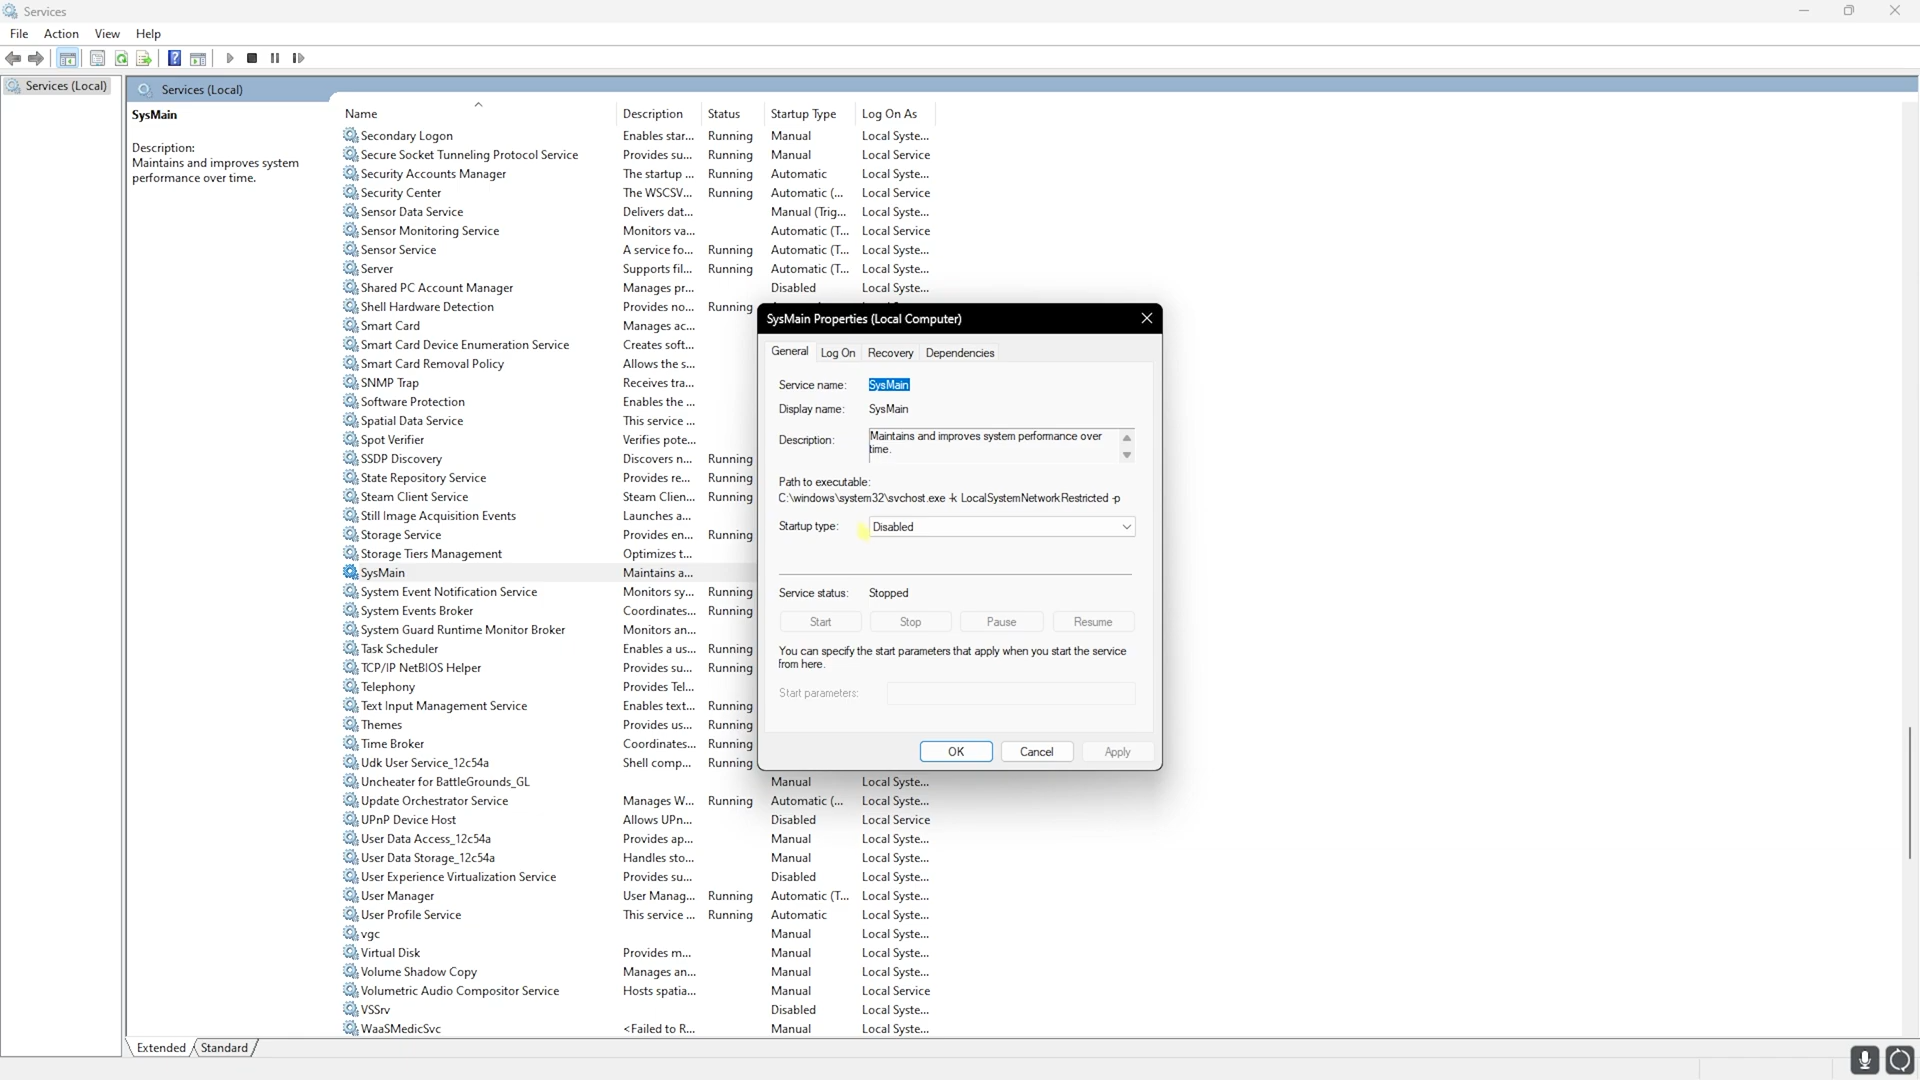 Services
File Action View Help
Services (Local)
Services (Local)
SysMain
Description:
Maintains and improves system
performance over time.
Name Description Status Startup Type Log On As
Secondary Logon Enables star... Running Manual Local Syste...
Secure Socket Tunneling Protocol Service Provides su... Running Manual Local Service
Security Accounts Manager The startup ... Running Automatic Local Syste...
Security Center The WSCSV... Running Automatic (... Local Service
Sensor Data Service Delivers dat... Manual (Trig... Local Syste...
Sensor Monitoring Service Monitors va... Automatic (T... Local Service
Sensor Service A service fo... Running Automatic (T... Local Syste...
Server Supports fil... Running Automatic (T... Local Syste...
Shared PC Account Manager Manages pr... Disabled Local Syste...
Shell Hardware Detection Provides no... Running
Smart Card Manages ac...
Smart Card Device Enumeration Service Creates soft...
Smart Card Removal Policy Allows the s...
SNMP Trap Receives tra...
Software Protection Enables the ...
Spatial Data Service This service ...
Spot Verifier Verifies pote...
SSDP Discovery Discovers n... Running
State Repository Service Provides re... Running
Steam Client Service Steam Clien... Running
Still Image Acquisition Events Launches a...
Storage Service Provides en... Running
Storage Tiers Management Optimizes t...
SysMain Maintains a...
System Event Notification Service Monitors sy... Running
System Events Broker Coordinates... Running
System Guard Runtime Monitor Broker Monitors an...
Task Scheduler Enables a us... Running
TCP/IP NetBIOS Helper Provides su... Running
Telephony Provides Tel...
Text Input Management Service Enables text... Running
Themes Provides us... Running
Time Broker Coordinates... Running
Udk User Service_12c54a Shell comp... Running
Uncheater for BattleGrounds_GL Manual Local Syste...
Update Orchestrator Service Manages W... Running Automatic (... Local Syste...
UPnP Device Host Allows UPn... Disabled Local Service
User Data Access_12c54a Provides ap... Manual Local Syste...
User Data Storage_12c54a Handles sto... Manual Local Syste...
User Experience Virtualization Service Provides su... Disabled Local Syste...
User Manager User Manag... Running Automatic (T... Local Syste...
User Profile Service This service ... Running Automatic Local Syste...
vgc Manual Local Syste...
Virtual Disk Provides m... Manual Local Syste...
Volume Shadow Copy Manages an... Manual Local Syste...
Volumetric Audio Compositor Service Hosts spatia... Manual Local Service
VSSrv Disabled Local Syste...
WaaSMedicSvc <Failed to R... Manual Local Syste...
Extended Standard
SysMain Properties (Local Computer)
General Log On Recovery Dependencies
Service name: SysMain
Display name: SysMain
Description: Maintains and improves system performance over
time.
Path to executable:
C:\windows\system32\svchost.exe -k LocalSystemNetworkRestricted -p
Startup type: Disabled
Service status: Stopped
Start Stop Pause Resume
You can specify the start parameters that apply when you start the service
from here.
Start parameters:
OK Cancel Apply